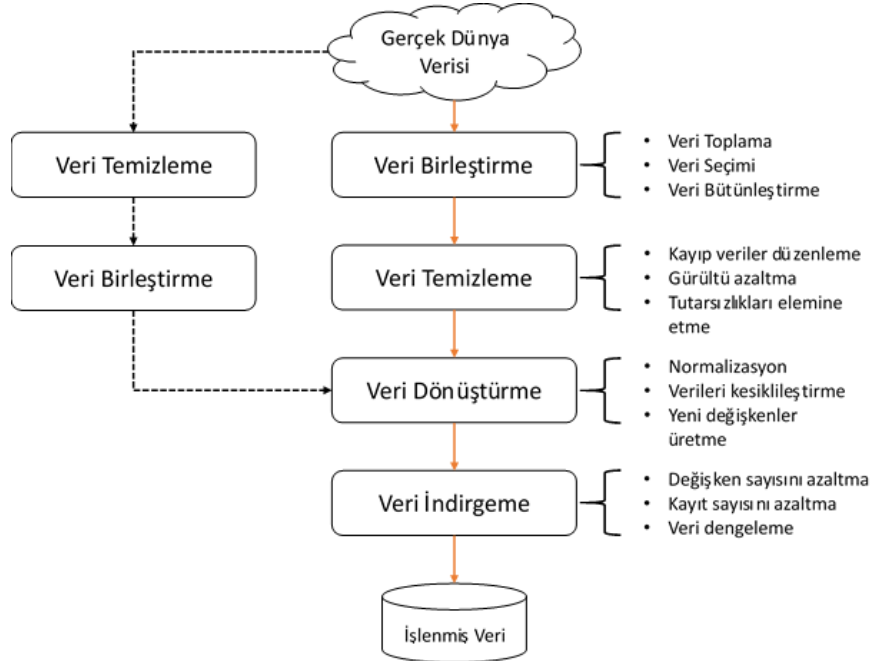 Gerçek Dünya
Verisi
Veri Temizleme
Veri Birleştirme
• Veri Toplama
• Veri Seçimi
• Veri Bütünleştirme
Veri Birleştirme
Veri Temizleme
• Kayıp veriler düzenleme
• Gürültü azaltma
• Tutarsızlıkları elemine
etme
Veri Dönüştürme
• Normalizasyon
• Verileri kesiklileştirme
• Yeni değişkenler
üretme
Veri İndirgeme
• Değişken sayısını azaltma
• Kayıt sayısını azaltma
• Veri dengeleme
İşlenmiş Veri